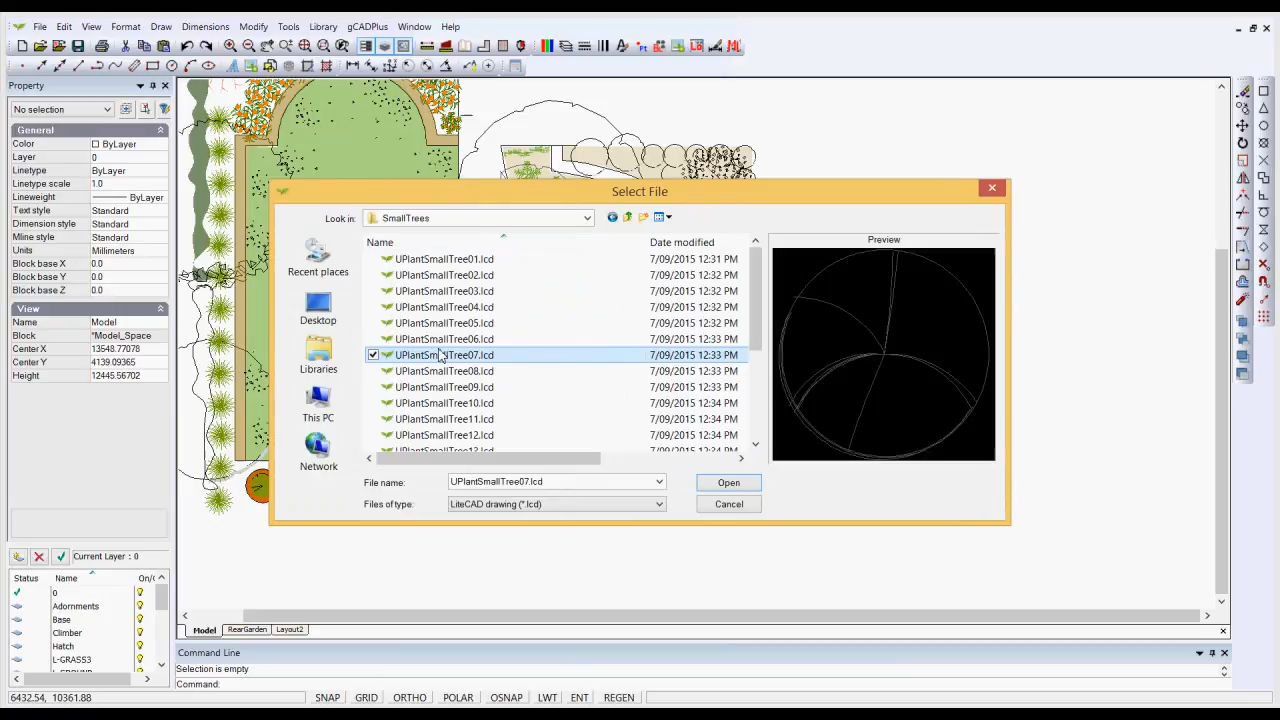 File Edit View Format Draw Dimensions Modify Tools Library gCADPlus Window Help
Property
No selection
General
Color ByLayer
Layer 0
Linetype ByLayer
Linetype scale 1.0
Lineweight ByLayer
Text style Standard
Dimension style Standard
Mline style Standard
Units Millimeters
Block base X 0.0
Block base Y 0.0
Block base Z 0.0
View
Name Model
Block *Model_Space
Center X 13548.77078
Center Y 4139.09365
Height 12445.56702
Current Layer : 0
Status Name On/(
0
Adornments
Base
Climber
Hatch
L-GRASS3
Select File
Look in: SmallTrees
Recent places
Desktop
Libraries
This PC
Network
Name Date modified
UPlantSmallTree01.lcd 7/09/2015 12:31 PM
UPlantSmallTree02.lcd 7/09/2015 12:32 PM
UPlantSmallTree03.lcd 7/09/2015 12:32 PM
UPlantSmallTree04.lcd 7/09/2015 12:32 PM
UPlantSmallTree05.lcd 7/09/2015 12:32 PM
UPlantSmallTree06.lcd 7/09/2015 12:33 PM
UPlantSmallTree07.lcd 7/09/2015 12:33 PM
UPlantSmallTree08.lcd 7/09/2015 12:33 PM
UPlantSmallTree09.lcd 7/09/2015 12:33 PM
UPlantSmallTree10.lcd 7/09/2015 12:34 PM
UPlantSmallTree11.lcd 7/09/2015 12:34 PM
UPlantSmallTree12.lcd 7/09/2015 12:34 PM
Preview
File name: UPlantSmallTree07.lcd Open
Files of type: LiteCAD drawing (*.lcd) Cancel
Model RearGarden Layout2
Command Line
Selection is empty
Command:
6432.54, 10361.88 SNAP GRID ORTHO POLAR OSNAP LWT ENT REGEN